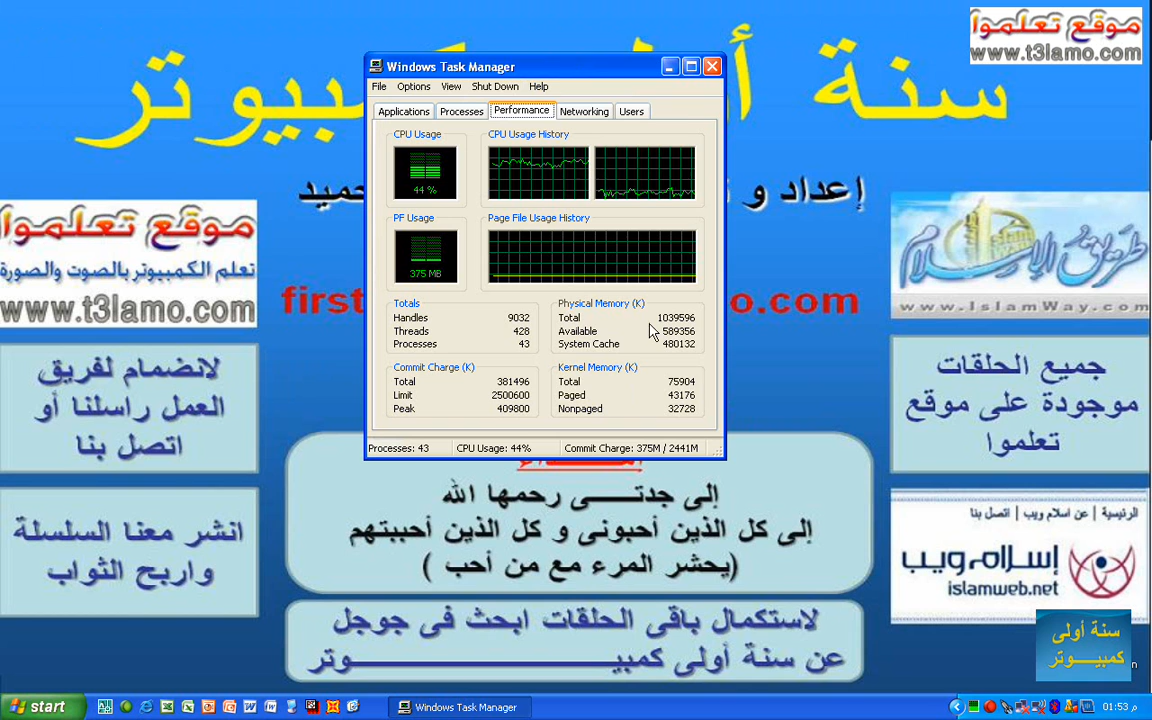 موقع تعلموا
www.t3lamo.com
سنة
تر
Windows Task Manager
File Options View Shut Down Help
Applications Processes Performance Networking Users
CPU Usage
44 %
CPU Usage History
PF Usage
375 MB
Page File Usage History
Totals
Handles 9032
Threads 428
Processes 43
Physical Memory (K)
Total 1039596
Available 589356
System Cache 480132
Commit Charge (K)
Total 381496
Limit 2500600
Peak 409800
Kernel Memory (K)
Total 75904
Paged 43176
Nonpaged 32728
Processes: 43 CPU Usage: 44% Commit Charge: 375M / 2441M
إعداد و
حميد
first
mo.com
موقع تعلموا
تعلم الكمبيوتر بالصوت والصورة
www.t3lamo.com
طريق الإسلام
www.IslamWay.com
لانضمام لفريق
العمل راسلنا أو
اتصل بنا
جميع الحلقات
موجودة على موقع
تعلموا
إلى جدتـــــى رحمها الله
إلى كل الذين أحبونى و كل الذين أحببتهم
(يحشر المرء مع من أحب )
انشر معنا السلسلة
واربح الثواب
الرئيسية | عن اسلام ويب | اتصل بنا
إسلام ويب
islamweb.net
لاستكمال باقى الحلقات ابحث فى جوجل
عن سنة أولى كمبيـــــــــــــــوتر
سنة أولى
كمبيـــوتر
start
Windows Task Manager
01:53 م